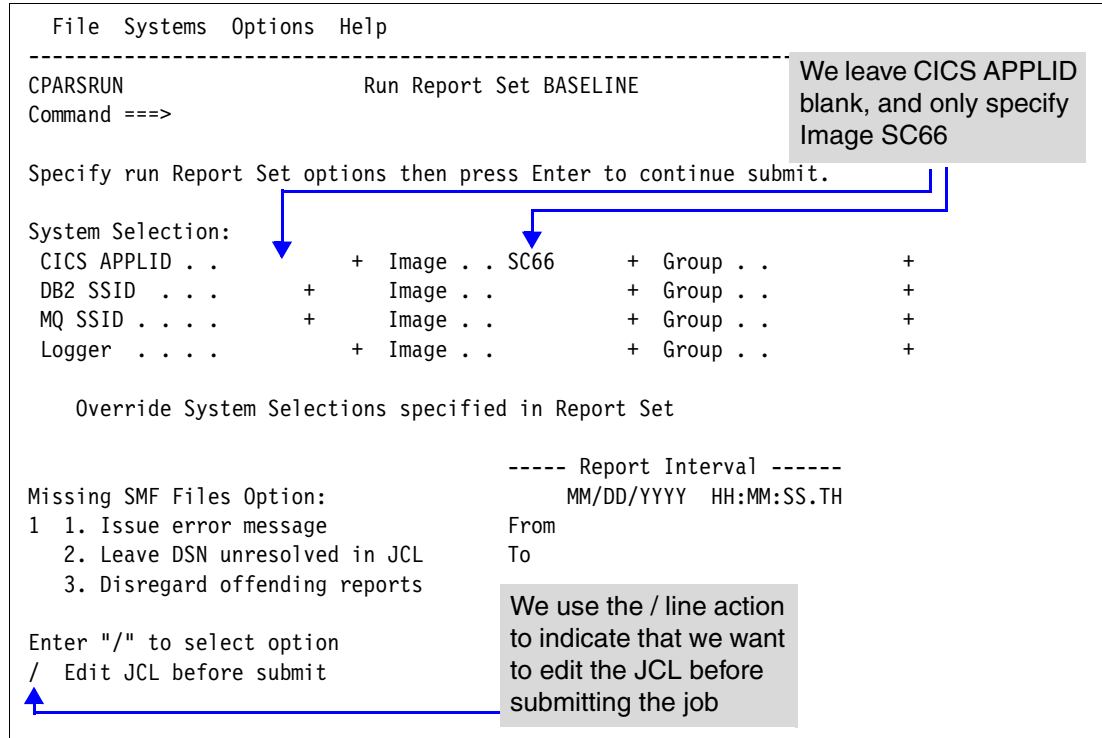 File Systems Options Help
--------------------------------------------------------------------------------
CPARSRUN Run Report Set BASELINE
Command ===>
We leave CICS APPLID
blank, and only specify
Image SC66
Specify run Report Set options then press Enter to continue submit.
System Selection:
CICS APPLID . . + Image . . SC66 + Group . . +
DB2 SSID . . . + Image . . + Group . . +
MQ SSID . . . . + Image . . + Group . . +
Logger . . . . + Image . . + Group . . +
Override System Selections specified in Report Set
----- Report Interval ------
Missing SMF Files Option: MM/DD/YYYY HH:MM:SS.TH
1 1. Issue error message From
2. Leave DSN unresolved in JCL To
3. Disregard offending reports
Enter "/" to select option
/ Edit JCL before submit
We use the / line action
to indicate that we want
to edit the JCL before
submitting the job